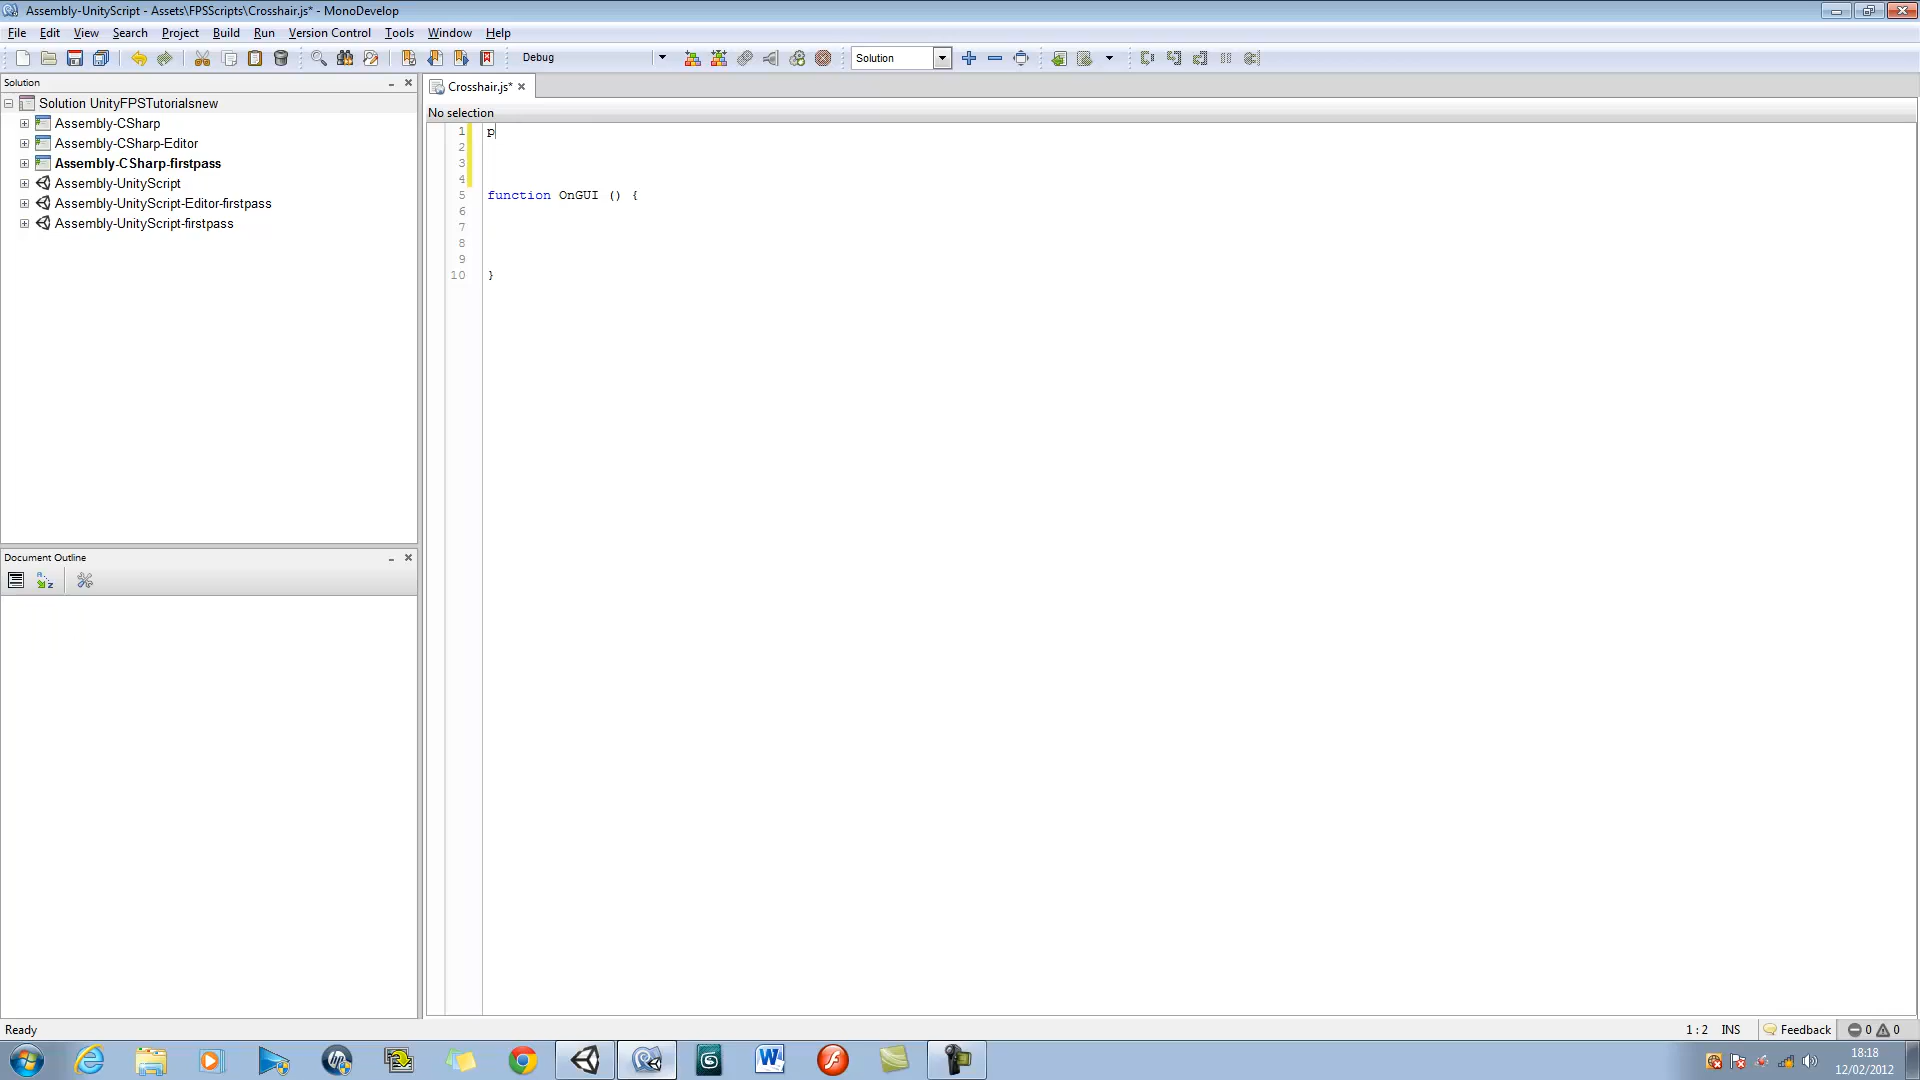 Assembly-UnityScript - Assets\FPSScripts\Crosshair.js* - MonoDevelop
File Edit View Search Project Build Run Version Control Tools Window Help
Debug Solution
Solution
Crosshair.js*
No selection
Solution UnityFPSTutorialsnew
Assembly-CSharp
Assembly-CSharp-Editor
Assembly-CSharp-firstpass
Assembly-UnityScript
Assembly-UnityScript-Editor-firstpass
Assembly-UnityScript-firstpass
1 p
2
3
4
5 function OnGUI () {
6
7
8
9
10 }
Document Outline
Ready
1 : 2 INS Feedback 0 0
18:18
12/02/2012